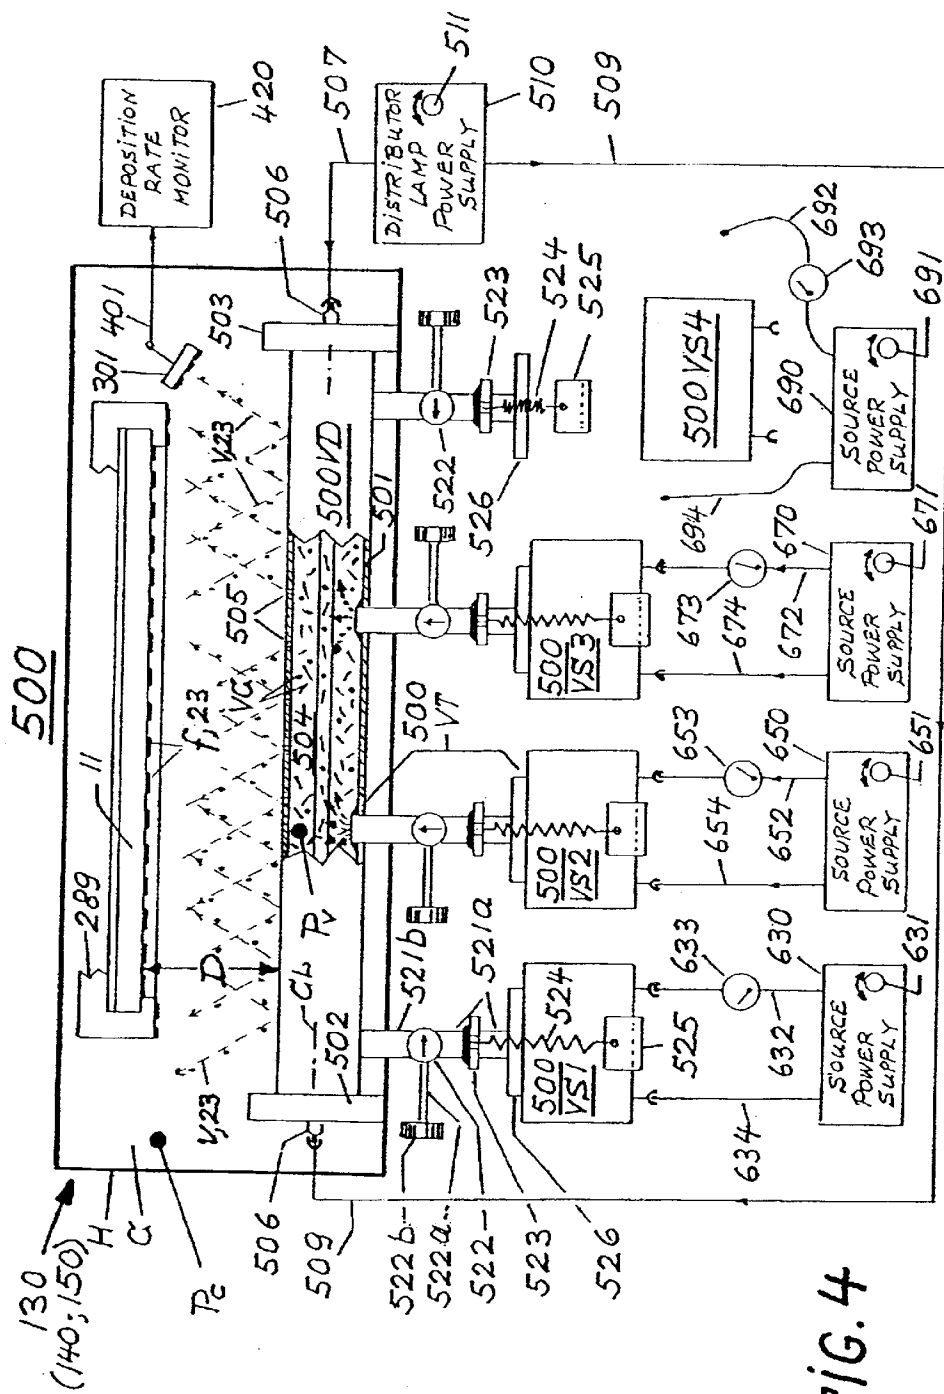 500
DEPOSITION
RATE
MONITOR
420
289
11
f,23
301
401
503
506
507
DISTRIBUTOR
LAMP
POWER
SUPPLY
511
510
509
130
(140; 150)
H
C
Pc
D
v,23
505
v,23
VC
504
Pv
CL
502
500VD
501
506
509
522b
522a
522
523
526
521b
521a
524
525
500
VT
522
523
524
525
526
500
VS1
500
VS2
500
VS3
500VS4
633
630
632
634
631
SOURCE
POWER
SUPPLY
653
650
652
654
651
SOURCE
POWER
SUPPLY
673
670
672
674
671
SOURCE
POWER
SUPPLY
692
693
690
694
691
SOURCE
POWER
SUPPLY
FIG. 4